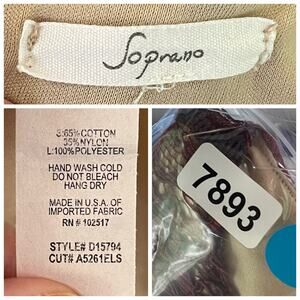 Soprano
S:65% COTTON
35%NYLON
L:100%POLYESTER
HAND WASH COLD
DO NOT BLEACH
HANG DRY
MADE IN U.S.A. OF
IMPORTED FABRIC
RN # 102517
STYLE# D15794
CUT# A5261ELS
7893